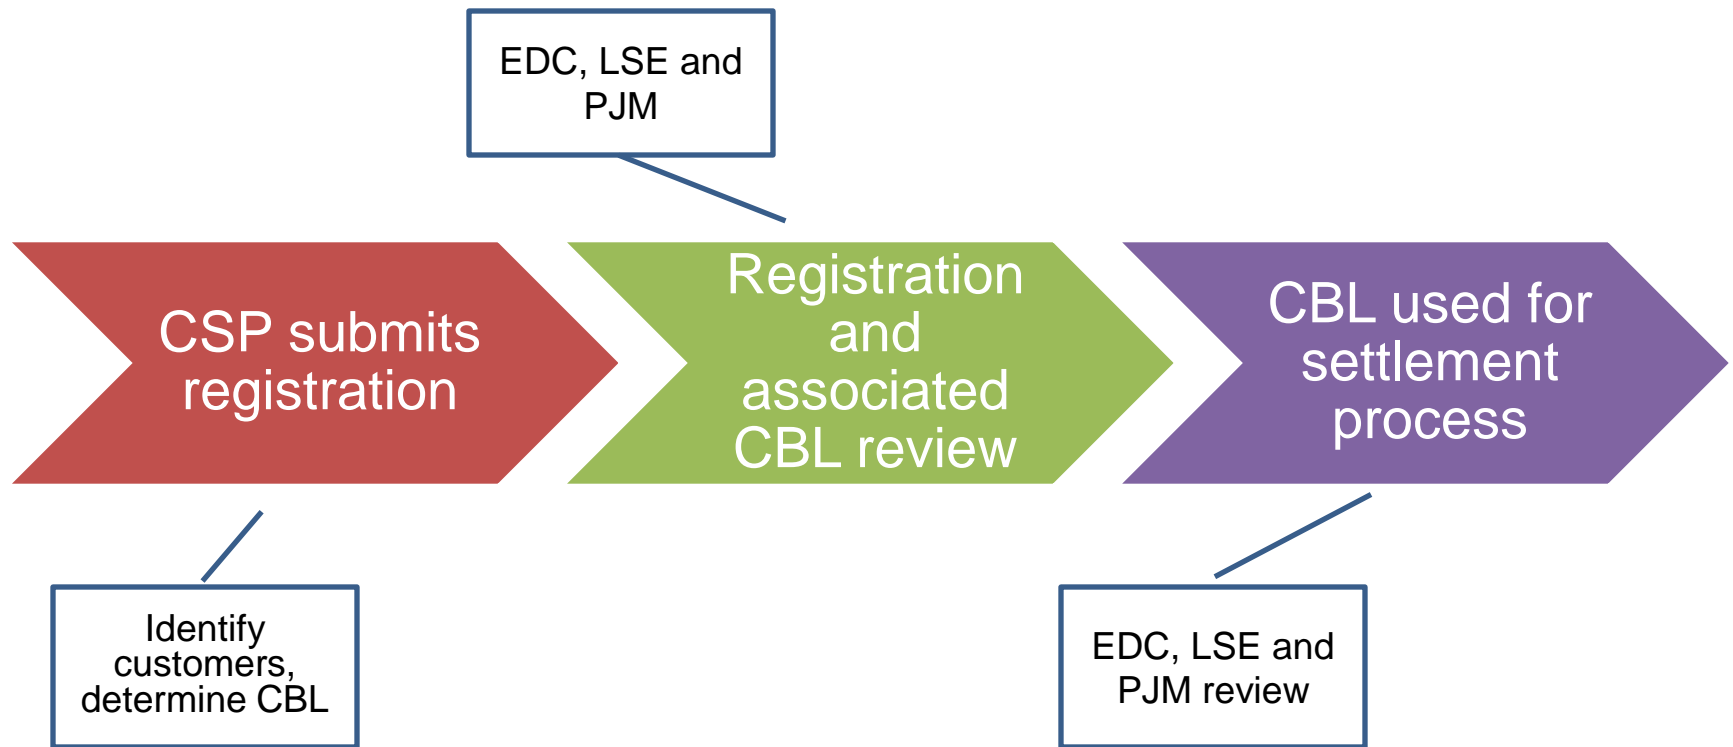 EDC, LSE and
PJM
CSP submits
registration
Registration
and
associated
CBL review
CBL used for
settlement
process
Identify
customers,
determine CBL
EDC, LSE and
PJM review